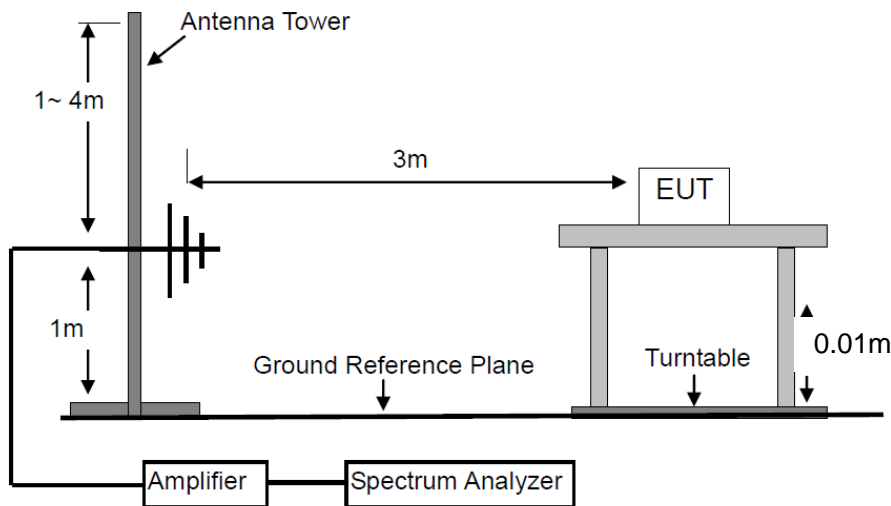 Antenna Tower
1~ 4m
3m
EUT
1m
0.01m
Ground Reference Plane
Turntable
Amplifier
Spectrum Analyzer